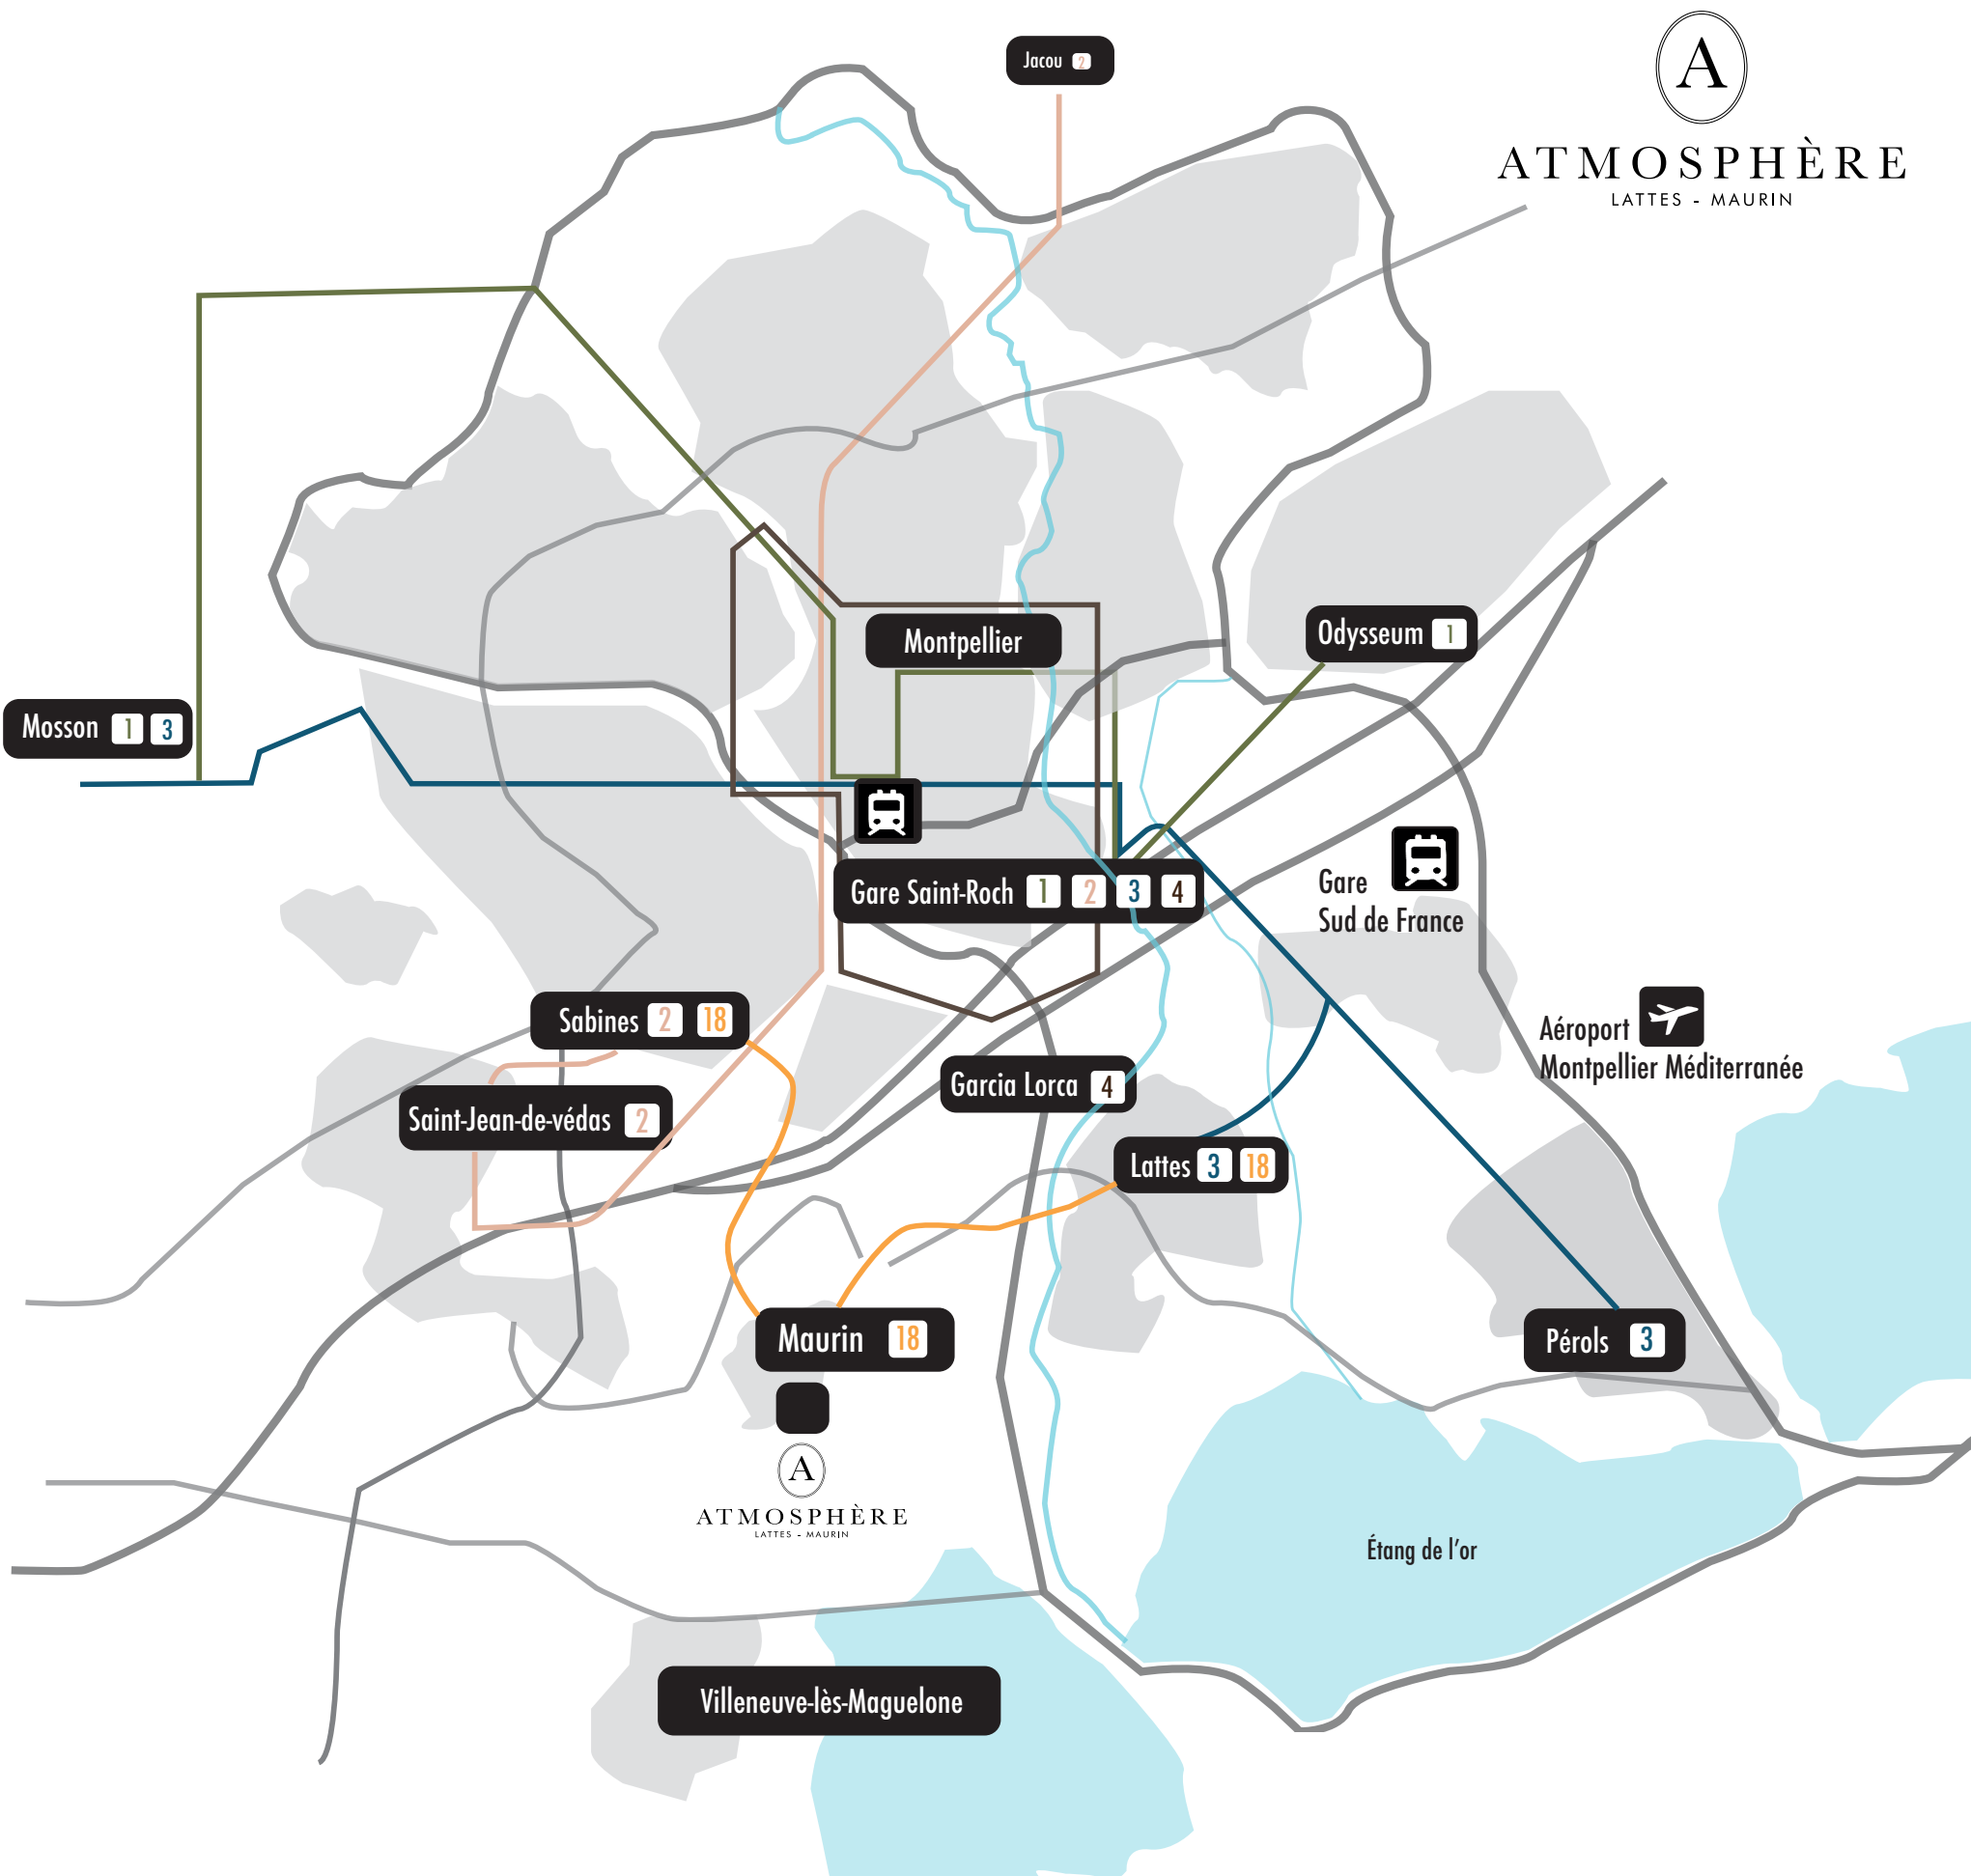 Jacou 2
A
ATMOSPHÈRE
LATTES - MAURIN
Montpellier
Odysseum 1
Mosson 1 3
Gare Saint-Roch 1 2 3 4
Gare
Sud de France
Sabines 2 18
Aéroport
Montpellier Méditerranée
Garcia Lorca 4
Saint-Jean-de-védas 2
Lattes 3 18
Maurin 18
Pérols 3
A
ATMOSPHÈRE
LATTES - MAURIN
Étang de l'or
Villeneuve-lès-Maguelone